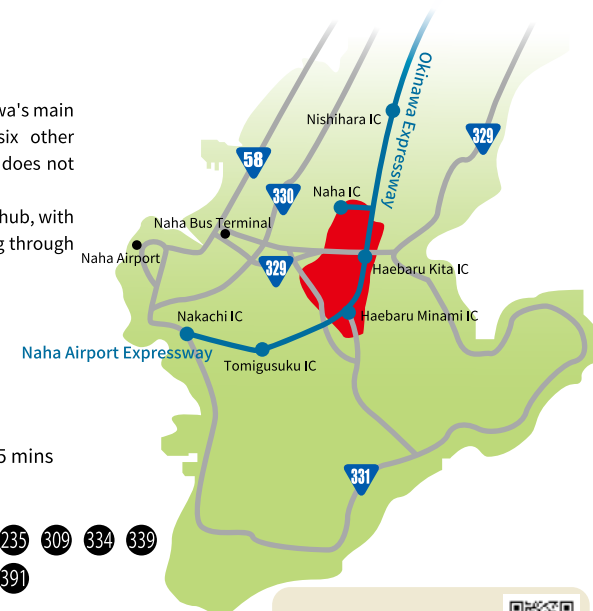 wa's main
six other
does not
hub, with
g through
5 mins
235 309 334 339
391
Okinawa Expressway
Nishihara IC
329
58
330
Naha IC
Naha Bus Terminal
Naha Airport
329
Haebaru Kita IC
Nakachi IC
Haebaru Minami IC
Naha Airport Expressway
Tomigusuku IC
331